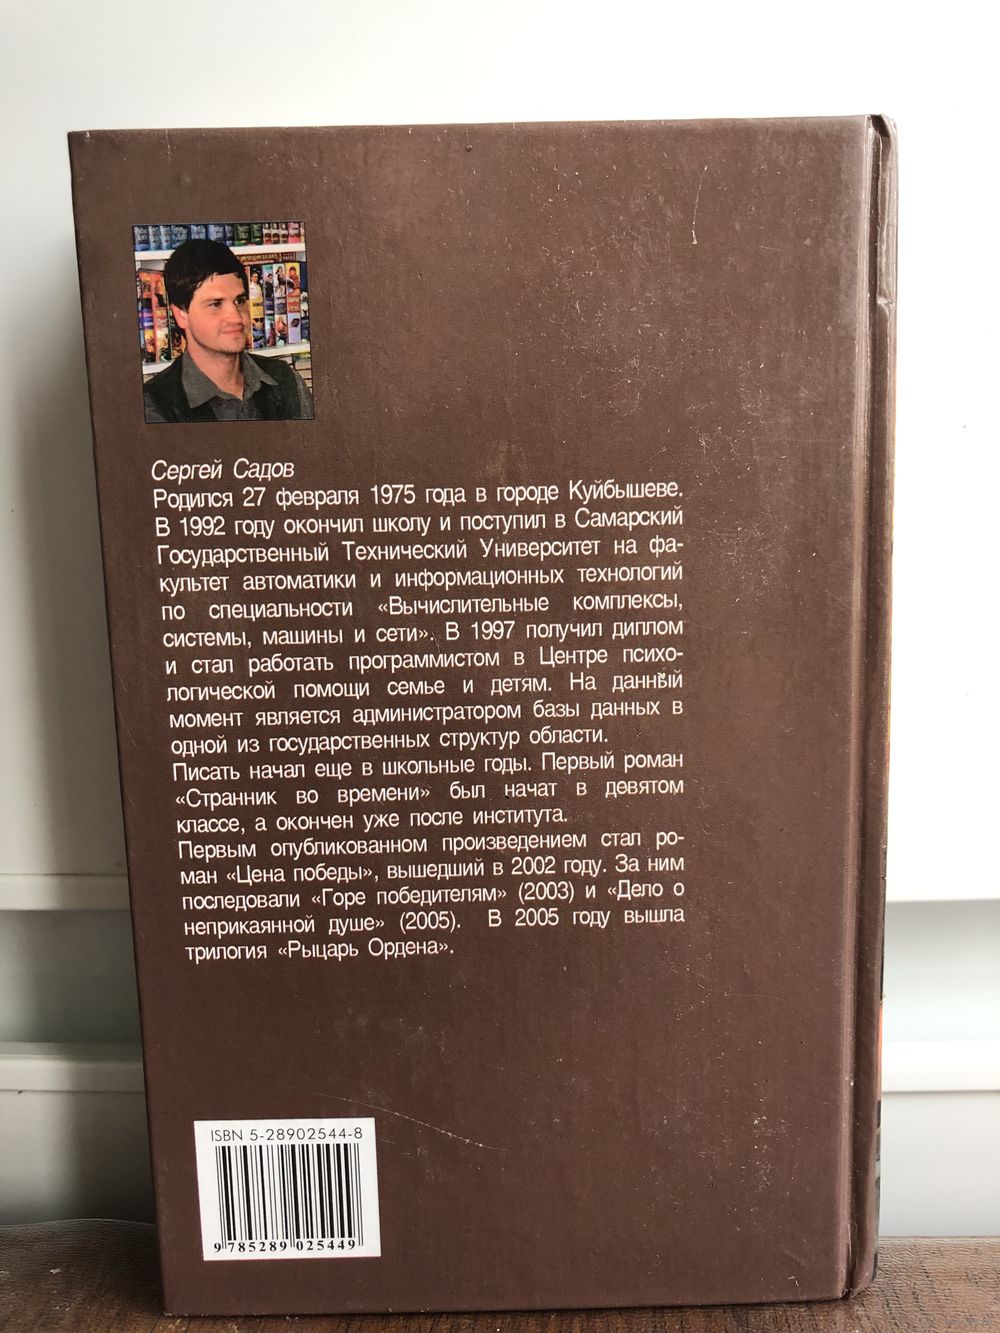 Сергей Садов
Родился 27 февраля 1975 года в городе Куйбышеве.
В 1992 году окончил школу и поступил в Самарский
Государственный Технический Университет на фа-
культет автоматики и информационных технологий
по специальности «Вычислительные комплексы,
системы, машины и сети». В 1997 получил диплом
и стал работать программистом в Центре психо-
логической помощи семье и детям. На данный
момент является администратором базы данных в
одной из государственных структур области.
Писать начал еще в школьные годы. Первый роман
«Странник во времени» был начат в девятом
классе, а окончен уже после института.
Первым опубликованном произведением стал ро-
ман «Цена победы», вышедший в 2002 году. За ним
последовали «Горе победителям» (2003) и «Дело о
неприкаянной душе» (2005). В 2005 году вышла
трилогия «Рыцарь Ордена».
ISBN 5-28902544-8
9 785289 025449